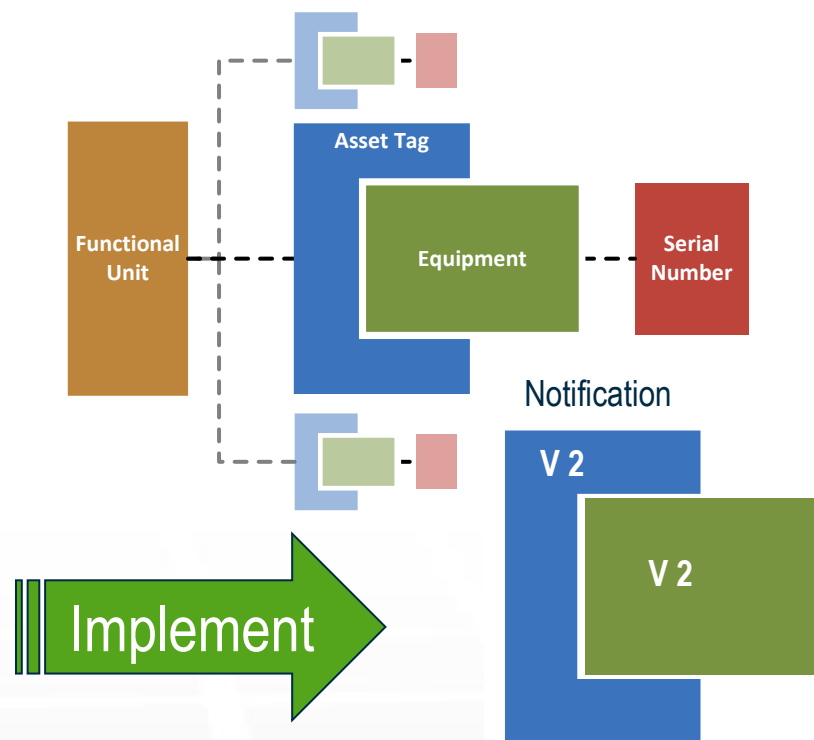 Asset Tag
Functional
Unit
Equipment
Serial
Number
Notification
V 2
V 2
Implement